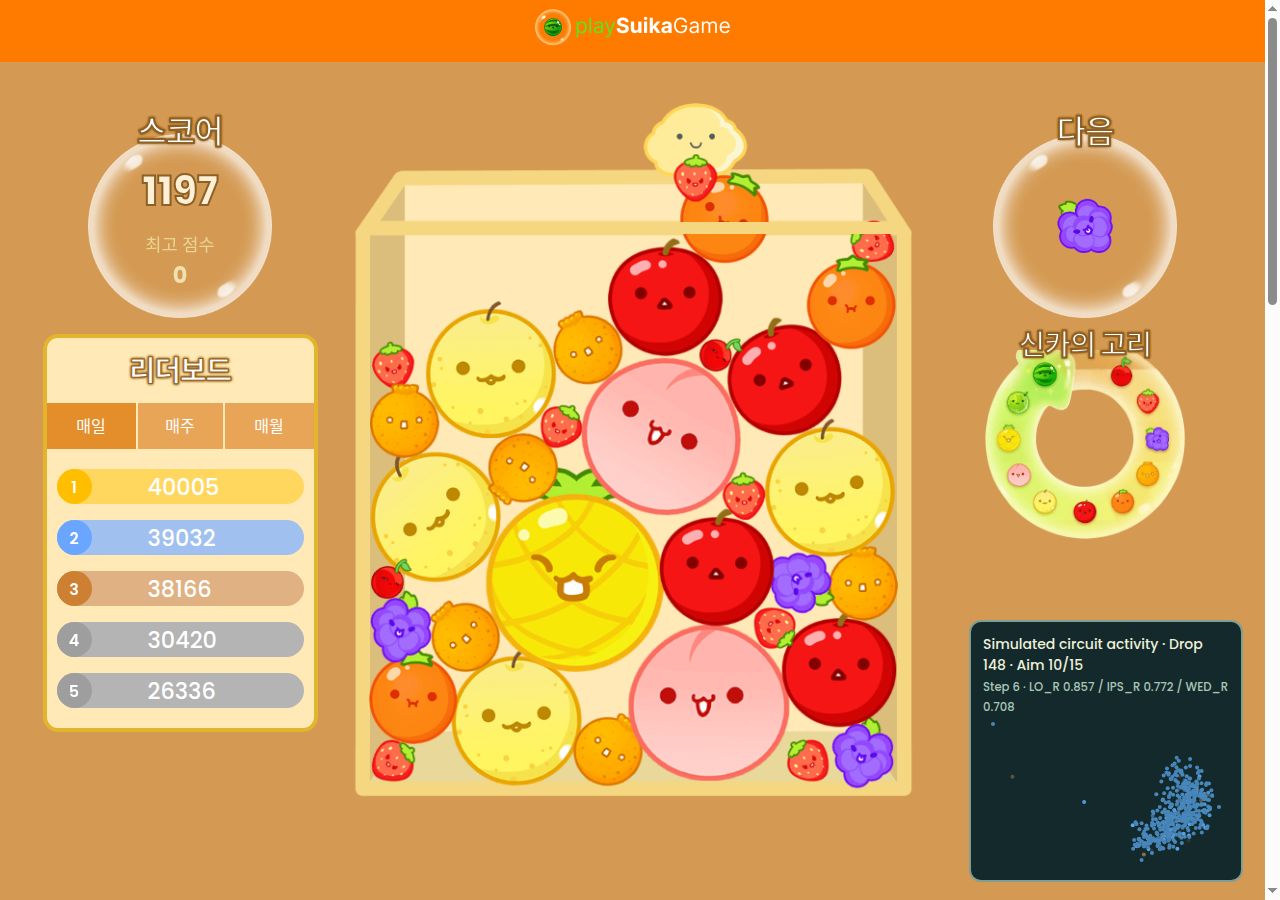 playSuikaGame
스코어
1197
최고 점수
0
다음
신카의 고리
리더보드
매일
매주
매월
1
40005
2
39032
3
38166
4
30420
5
26336
Simulated circuit activity · Drop
148 · Aim 10/15
Step 6 · LO_R 0.857 / IPS_R 0.772 / WED_R
0.708